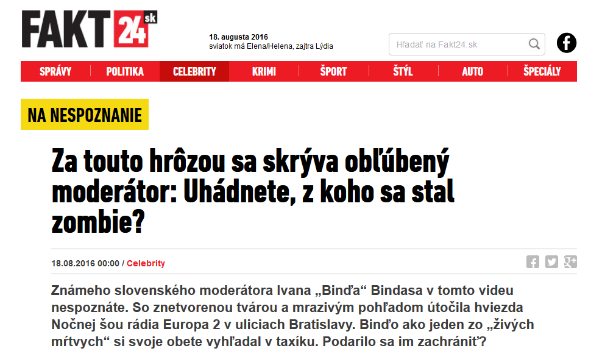 FAKT24.sk
18. augusta 2016
sviatok má Elena/Helena, zajtra Lýdia
Hľadať na Fakt24.sk
f
SPRÁVY POLITIKA CELEBRITY KRIMI ŠPORT ŠTÝL AUTO ŠPECIÁLY
NA NESPOZNANIE
Za touto hrôzou sa skrýva obľúbený
moderátor: Uhádnete, z koho sa stal
zombie?
18.08.2016 00:00 / Celebrity
Známeho slovenského moderátora Ivana „Binďa“ Bindasa v tomto videu
nespoznáte. So znetvorenou tvárou a mrazivým pohľadom útočila hviezda
Nočnej šou rádia Europa 2 v uliciach Bratislavy. Binďo ako jeden zo „živých
mŕtvych“ si svoje obete vyhľadal v taxíku. Podarilo sa im zachrániť?